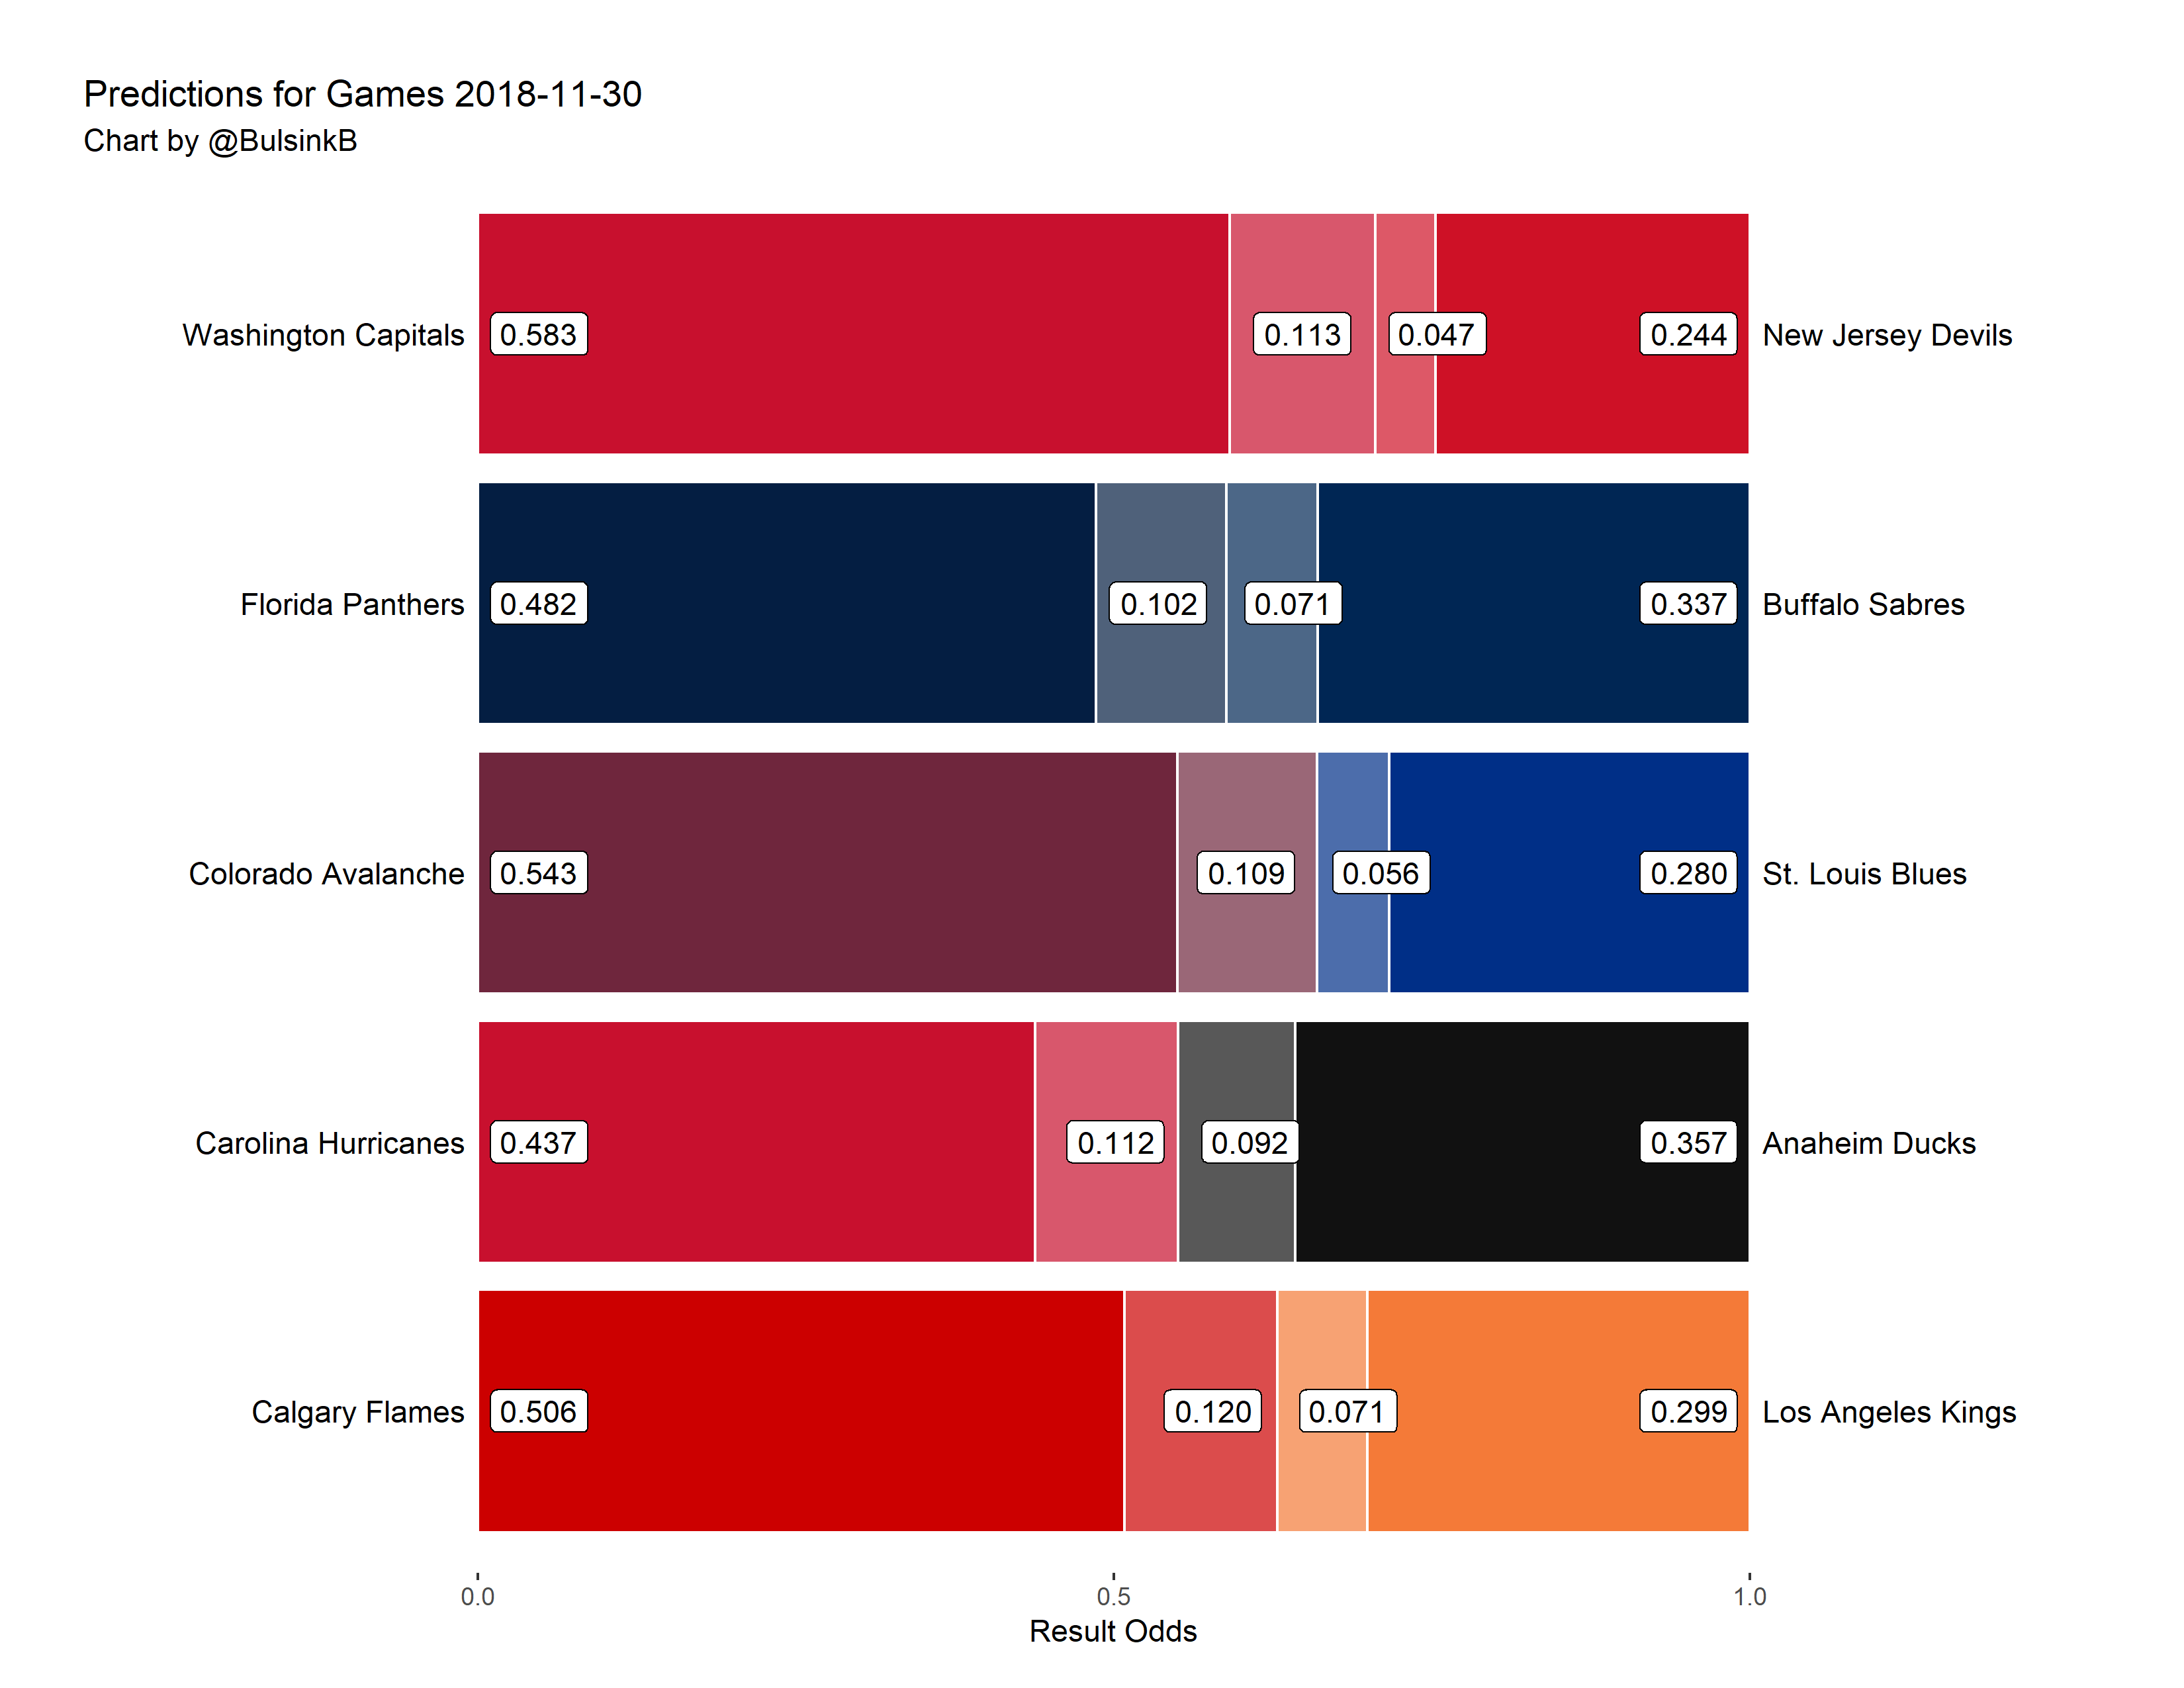 Predictions for Games 2018-11-30
Chart by @BulsinkB
Washington Capitals 0.583 0.113 0.047 0.244 New Jersey Devils
Florida Panthers 0.482 0.102 0.071 0.337 Buffalo Sabres
Colorado Avalanche 0.543 0.109 0.056 0.280 St. Louis Blues
Carolina Hurricanes 0.437 0.112 0.092 0.357 Anaheim Ducks
Calgary Flames 0.506 0.120 0.071 0.299 Los Angeles Kings
0.0 0.5 1.0
Result Odds